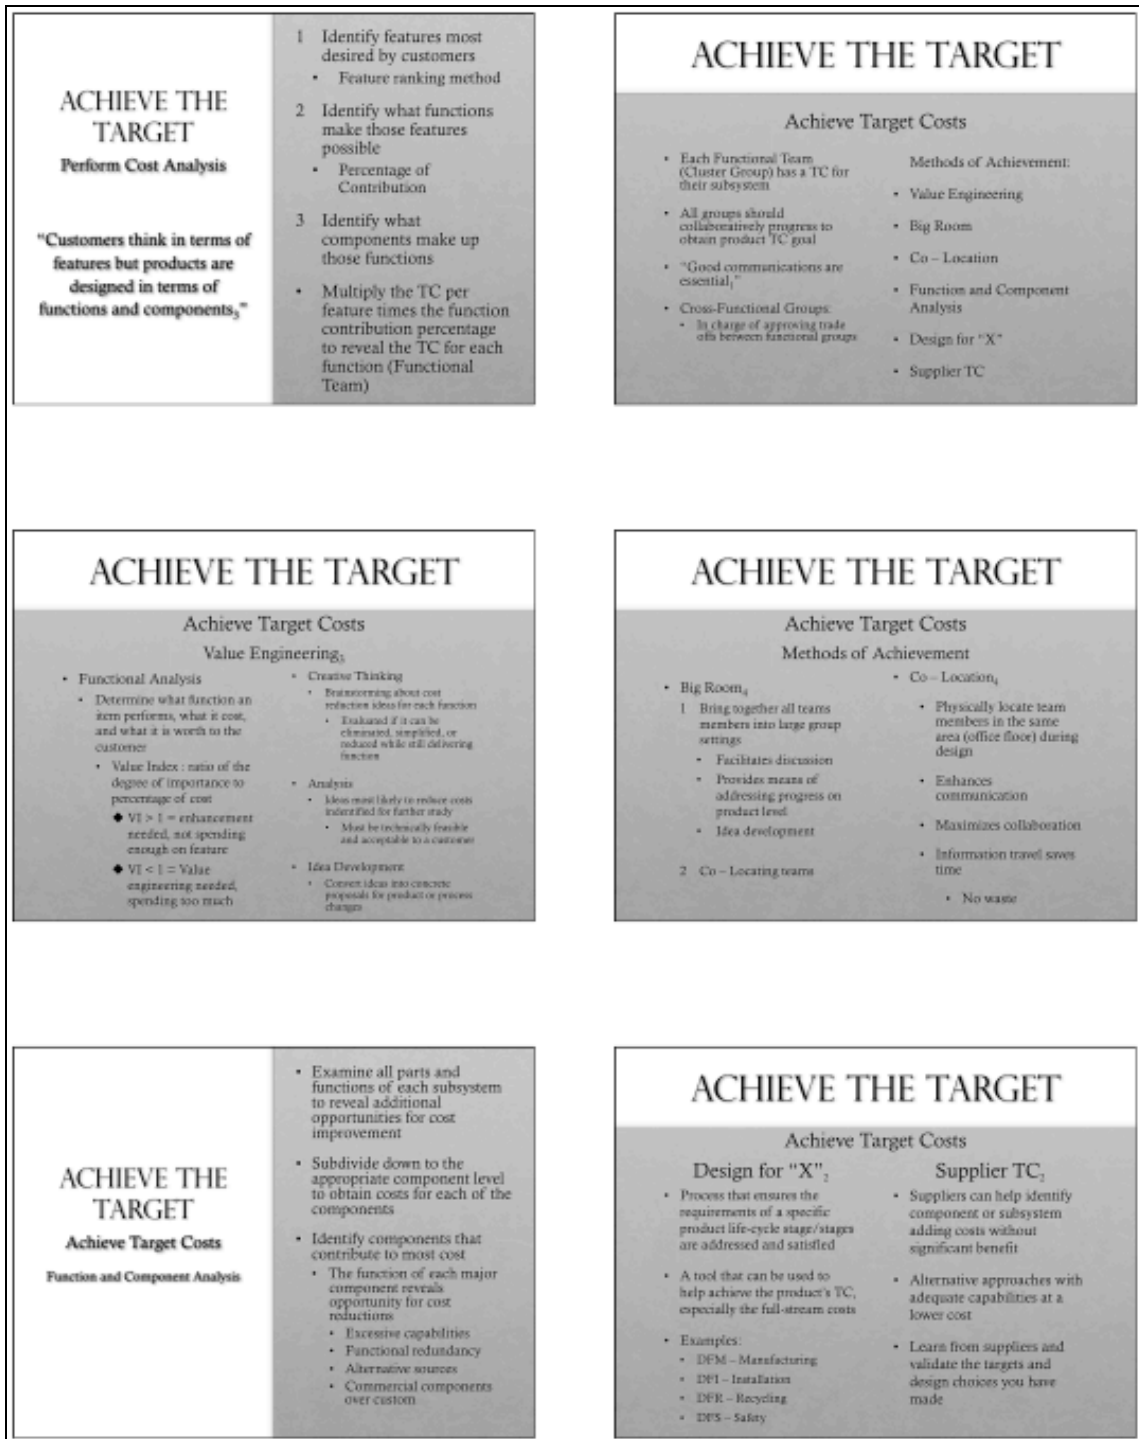 ACHIEVE THE
TARGET
Perform Cost Analysis
"Customers think in terms of
features but products are
designed in terms of
functions and components3"
1 Identify features most
desired by customers
• Feature ranking method
2 Identify what functions
make those features
possible
• Percentage of
Contribution
3 Identify what
components make up
those functions
• Multiply the TC per
feature times the function
contribution percentage
to reveal the TC for each
function (Functional
Team)
ACHIEVE THE TARGET
Achieve Target Costs
• Each Functional Team
(Cluster Group) has a TC for
their subsystem
• All groups should
collaboratively progress to
obtain product TC goal
• "Good communications are
essential1"
• Cross-Functional Groups:
• In charge of approving trade
offs between functional groups
Methods of Achievement:
• Value Engineering
• Big Room
• Co – Location
• Function and Component
Analysis
• Design for "X"
• Supplier TC
ACHIEVE THE TARGET
Achieve Target Costs
Value Engineering3
• Functional Analysis
• Determine what function an
item performs, what it cost,
and what it is worth to the
customer
• Value Index : ratio of the
degree of importance to
percentage of cost
◆ VI > 1 = enhancement
needed, not spending
enough on feature
◆ VI < 1 = Value
engineering needed,
spending too much
• Creative Thinking
• Brainstorming about cost
reduction ideas for each function
• Evaluated if it can be
eliminated, simplified, or
reduced while still delivering
function
• Analysis
• Ideas most likely to reduce costs
indentified for further study
• Must be technically feasible
and acceptable to a customer
• Idea Development
• Convert ideas into concrete
proposals for product or process
changes
ACHIEVE THE TARGET
Achieve Target Costs
Methods of Achievement
• Big Room4
1 Bring together all teams
members into large group
settings
• Facilitates discussion
• Provides means of
addressing progress on
product level
• Idea development
2 Co – Locating teams
• Co – Location4
• Physically locate team
members in the same
area (office floor) during
design
• Enhances
communication
• Maximizes collaboration
• Information travel saves
time
• No waste
ACHIEVE THE
TARGET
Achieve Target Costs
Function and Component Analysis
• Examine all parts and
functions of each subsystem
to reveal additional
opportunities for cost
improvement
• Subdivide down to the
appropriate component level
to obtain costs for each of the
components
• Identify components that
contribute to most cost
• The function of each major
component reveals
opportunity for cost
reductions
• Excessive capabilities
• Functional redundancy
• Alternative sources
• Commercial components
over custom
ACHIEVE THE TARGET
Achieve Target Costs
Design for "X"2
• Process that ensures the
requirements of a specific
product life-cycle stage/stages
are addressed and satisfied
• A tool that can be used to
help achieve the product's TC,
especially the full-stream costs
• Examples:
• DFM – Manufacturing
• DFI – Installation
• DFR – Recycling
• DFS – Safety
Supplier TC2
• Suppliers can help identify
component or subsystem
adding costs without
significant benefit
• Alternative approaches with
adequate capabilities at a
lower cost
• Learn from suppliers and
validate the targets and
design choices you have
made